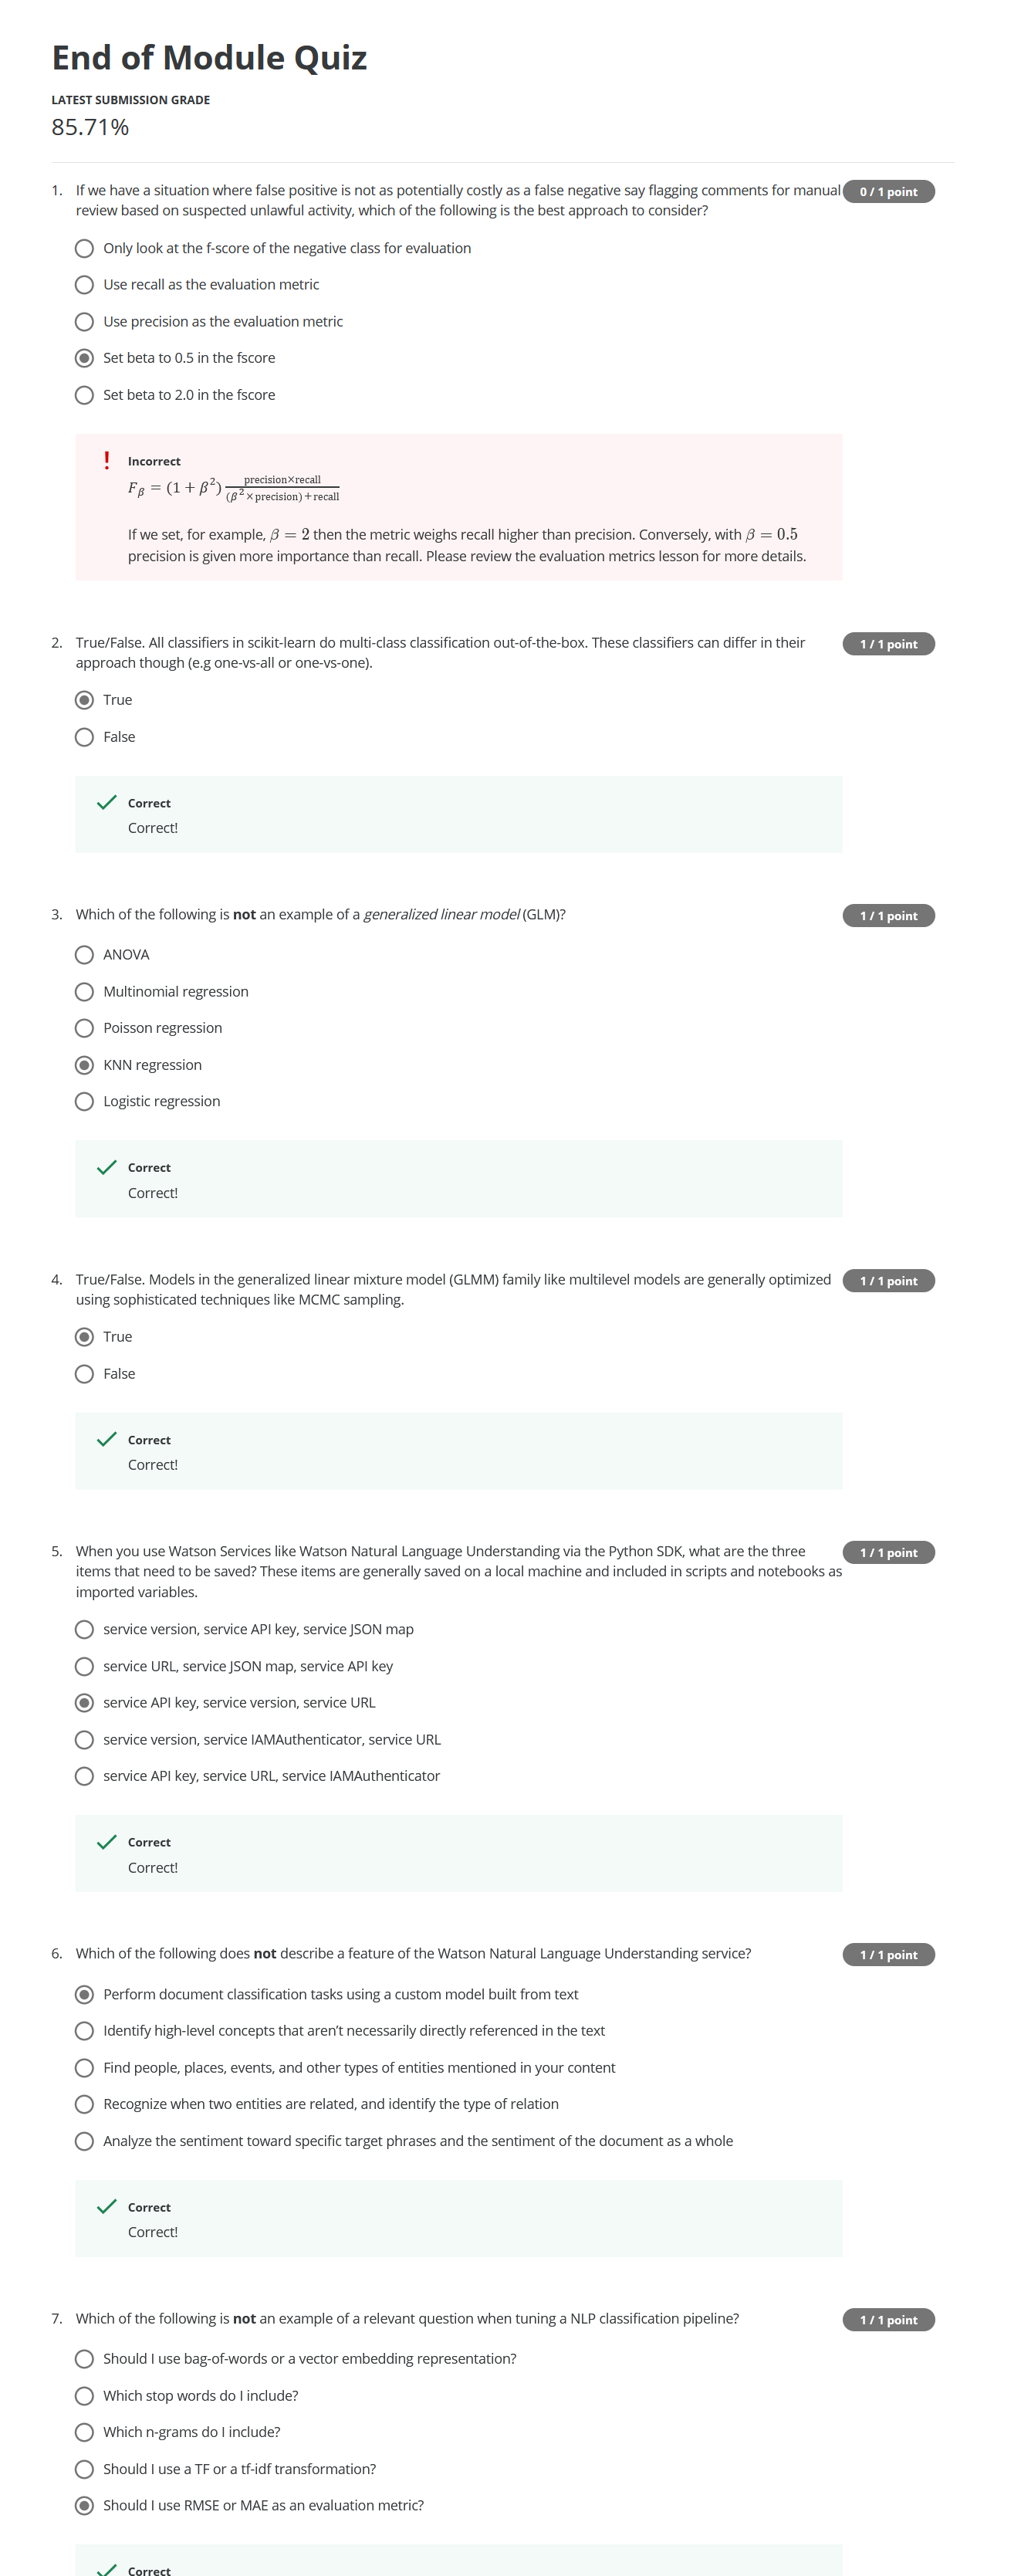 End of Module Quiz
LATEST SUBMISSION GRADE
85.71%
1. If we have a situation where false positive is not as potentially costly as a false negative say flagging comments for manual 0 / 1 point
review based on suspected unlawful activity, which of the following is the best approach to consider?
Only look at the f-score of the negative class for evaluation
Use recall as the evaluation metric
Use precision as the evaluation metric
Set beta to 0.5 in the fscore
Set beta to 2.0 in the fscore
! Incorrect
Fβ = (1 + β²) precision×recall / (β²×precision)+recall
If we set, for example, β = 2 then the metric weighs recall higher than precision. Conversely, with β = 0.5
precision is given more importance than recall. Please review the evaluation metrics lesson for more details.
2. True/False. All classifiers in scikit-learn do multi-class classification out-of-the-box. These classifiers can differ in their 1 / 1 point
approach though (e.g one-vs-all or one-vs-one).
True
False
Correct
Correct!
3. Which of the following is not an example of a generalized linear model (GLM)? 1 / 1 point
ANOVA
Multinomial regression
Poisson regression
KNN regression
Logistic regression
Correct
Correct!
4. True/False. Models in the generalized linear mixture model (GLMM) family like multilevel models are generally optimized 1 / 1 point
using sophisticated techniques like MCMC sampling.
True
False
Correct
Correct!
5. When you use Watson Services like Watson Natural Language Understanding via the Python SDK, what are the three 1 / 1 point
items that need to be saved? These items are generally saved on a local machine and included in scripts and notebooks as
imported variables.
service version, service API key, service JSON map
service URL, service JSON map, service API key
service API key, service version, service URL
service version, service IAMAuthenticator, service URL
service API key, service URL, service IAMAuthenticator
Correct
Correct!
6. Which of the following does not describe a feature of the Watson Natural Language Understanding service? 1 / 1 point
Perform document classification tasks using a custom model built from text
Identify high-level concepts that aren’t necessarily directly referenced in the text
Find people, places, events, and other types of entities mentioned in your content
Recognize when two entities are related, and identify the type of relation
Analyze the sentiment toward specific target phrases and the sentiment of the document as a whole
Correct
Correct!
7. Which of the following is not an example of a relevant question when tuning a NLP classification pipeline? 1 / 1 point
Should I use bag-of-words or a vector embedding representation?
Which stop words do I include?
Which n-grams do I include?
Should I use a TF or a tf-idf transformation?
Should I use RMSE or MAE as an evaluation metric?
Correct